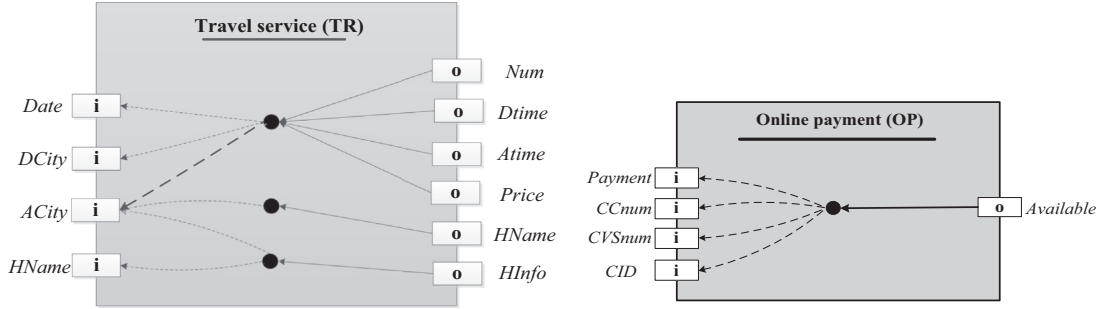 Travel service (TR)
Date
i
DCity
i
ACity
i
HName
i
o
Num
o
Dtime
o
Atime
o
Price
o
HName
o
HInfo
Online payment (OP)
Payment
i
CCnum
i
CVSnum
i
CID
i
o
Available